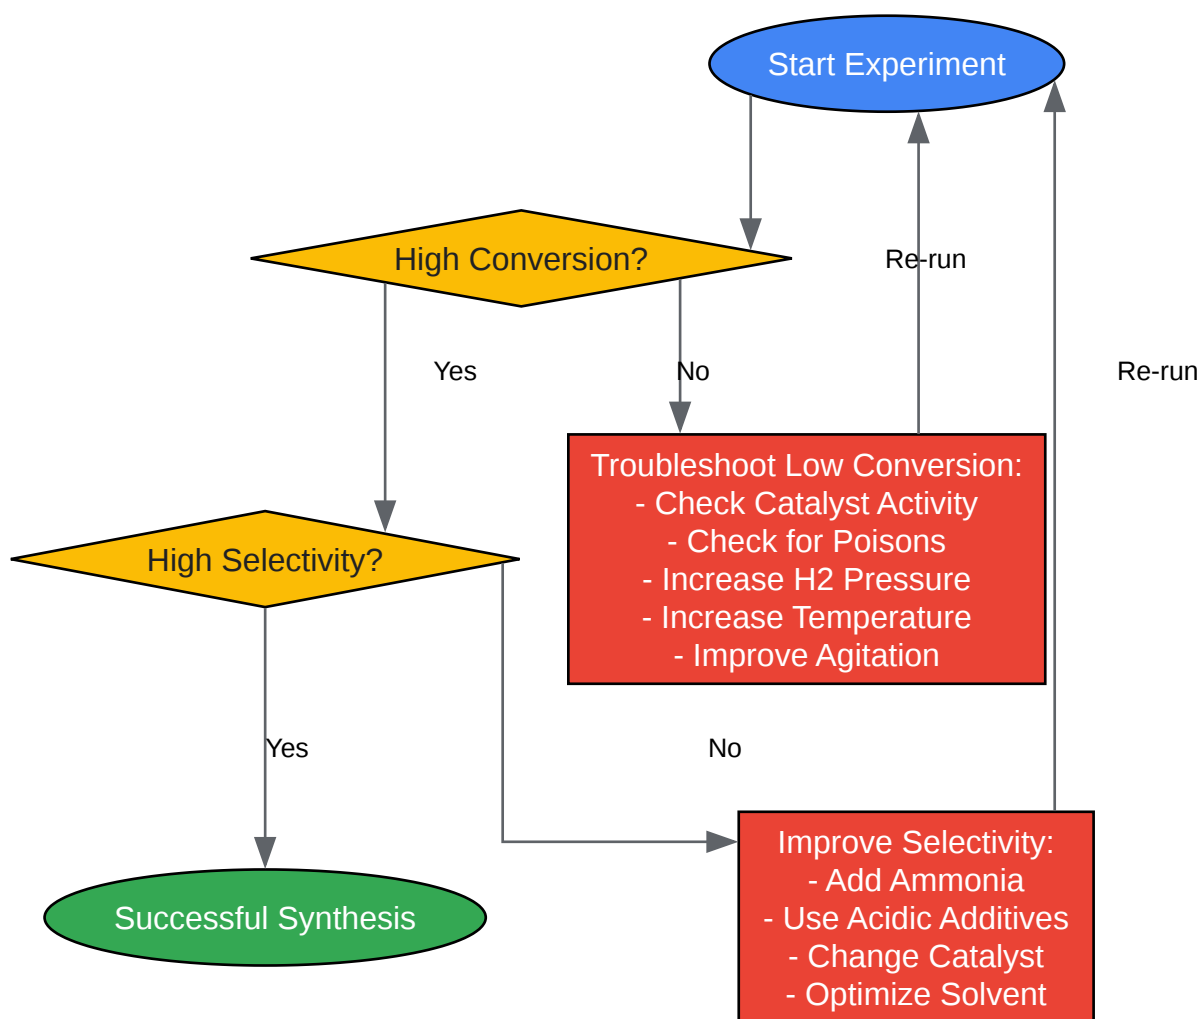 Start Experiment
High Conversion?
Re-run
Yes
No
Re-run
Troubleshoot Low Conversion:
- Check Catalyst Activity
- Check for Poisons
- Increase H2 Pressure
- Increase Temperature
- Improve Agitation
High Selectivity?
Yes
No
Improve Selectivity:
- Add Ammonia
- Use Acidic Additives
- Change Catalyst
- Optimize Solvent
Successful Synthesis